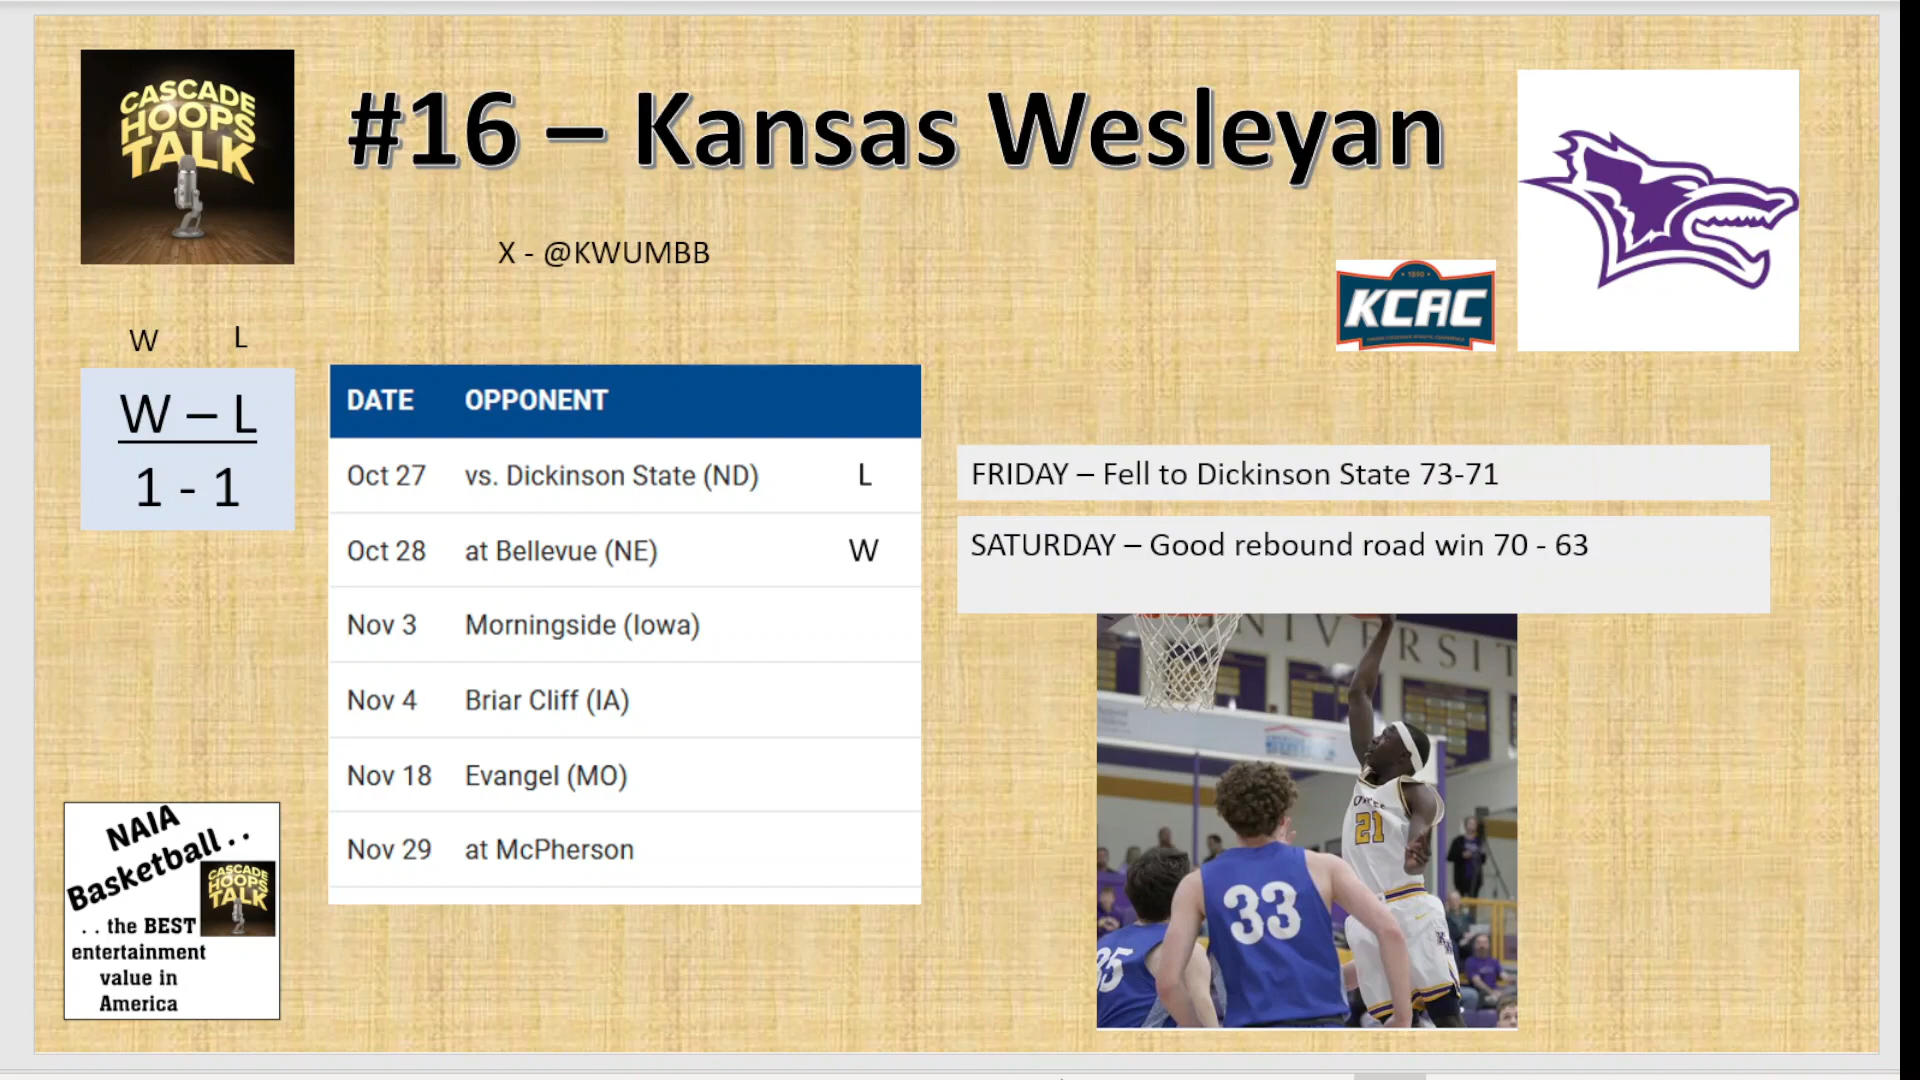 CASCADE
HOOPS
TALK
#16 – Kansas Wesleyan
X - @KWUMBB
1890
KCAC
W L
W – L
1 - 1
DATE OPPONENT
Oct 27 vs. Dickinson State (ND) L
Oct 28 at Bellevue (NE) W
Nov 3 Morningside (Iowa)
Nov 4 Briar Cliff (IA)
Nov 18 Evangel (MO)
Nov 29 at McPherson
FRIDAY – Fell to Dickinson State 73-71
SATURDAY – Good rebound road win 70 - 63
NIVERSIT
21
33
35
NAIA
Basketball . .
CASCADE
HOOPS
TALK
. . the BEST
entertainment
value in
America